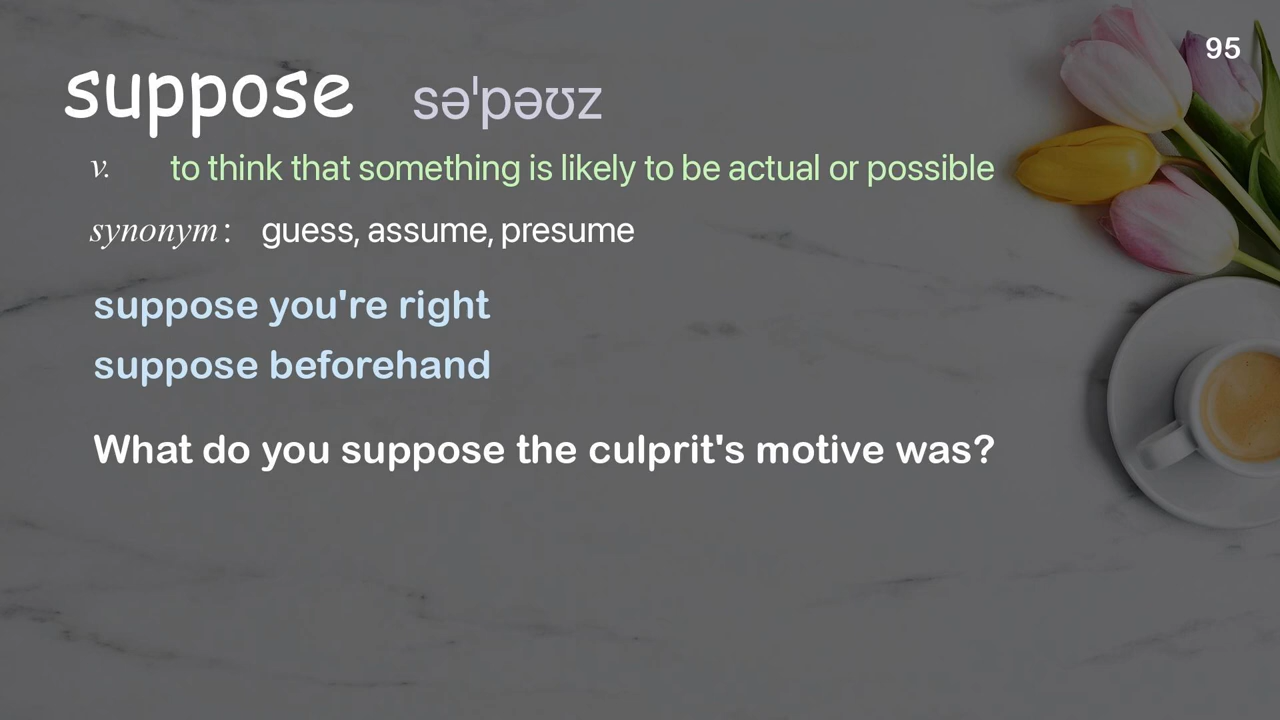 95
suppose səˈpəʊz
v. to think that something is likely to be actual or possible
synonym: guess, assume, presume
suppose you're right
suppose beforehand
What do you suppose the culprit's motive was?